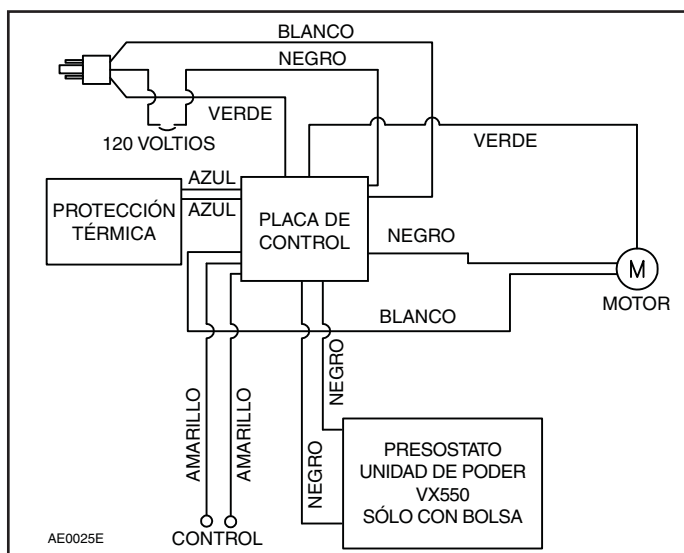 BLANCO
NEGRO
VERDE
120 VOLTIOS
VERDE
AZUL
AZUL
PROTECCIÓN
TÉRMICA
PLACA DE
CONTROL
NEGRO
M
MOTOR
BLANCO
AMARILLO
AMARILLO
NEGRO
NEGRO
PRESOSTATO
UNIDAD DE PODER
VX550
SÓLO CON BOLSA
CONTROL
AE0025E